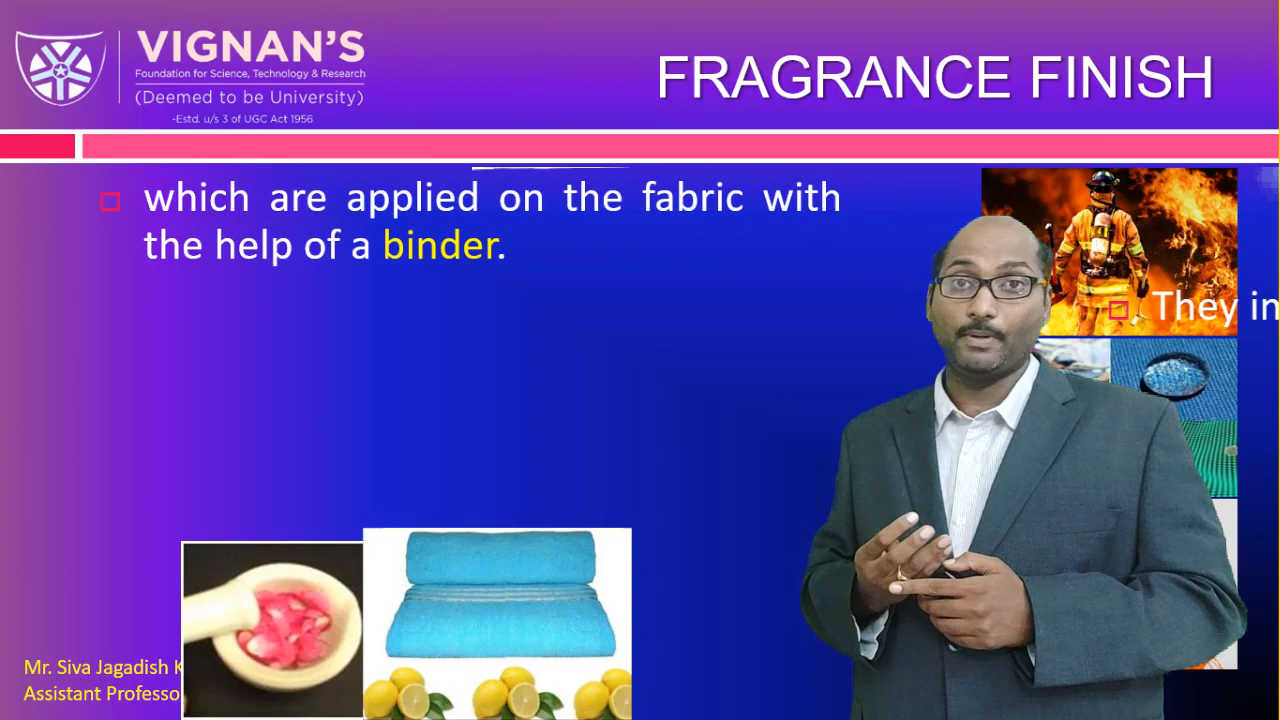 VIGNAN'S
Foundation for Science, Technology & Research
(Deemed to be University)
-Estd. u/s 3 of UGC Act 1956
FRAGRANCE FINISH
which are applied on the fabric with
the help of a binder.
They in
Mr. Siva Jagadish K
Assistant Professo